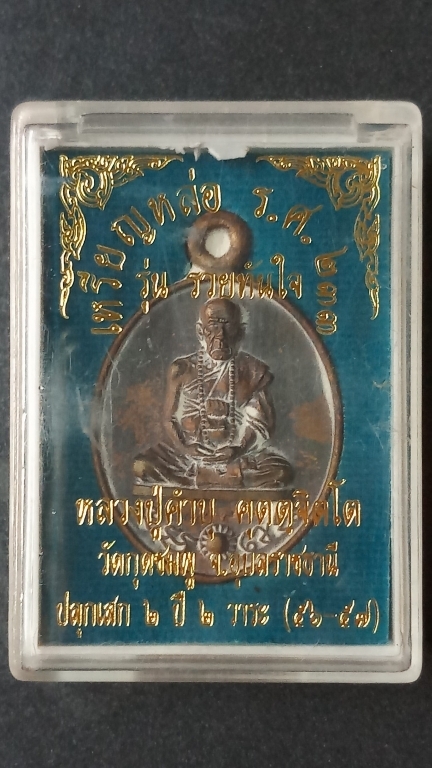 เหรียญหล่อ ร.ศ. ๒๓๓
รุ่น รวยทันใจ
หลวงปู่คำบุ คุตฺตจิตฺโต
วัดกุดชมพู จ.อุบลราชธานี
ปลุกเสก ๒ ปี ๒ วาระ (๕๖-๕๗)